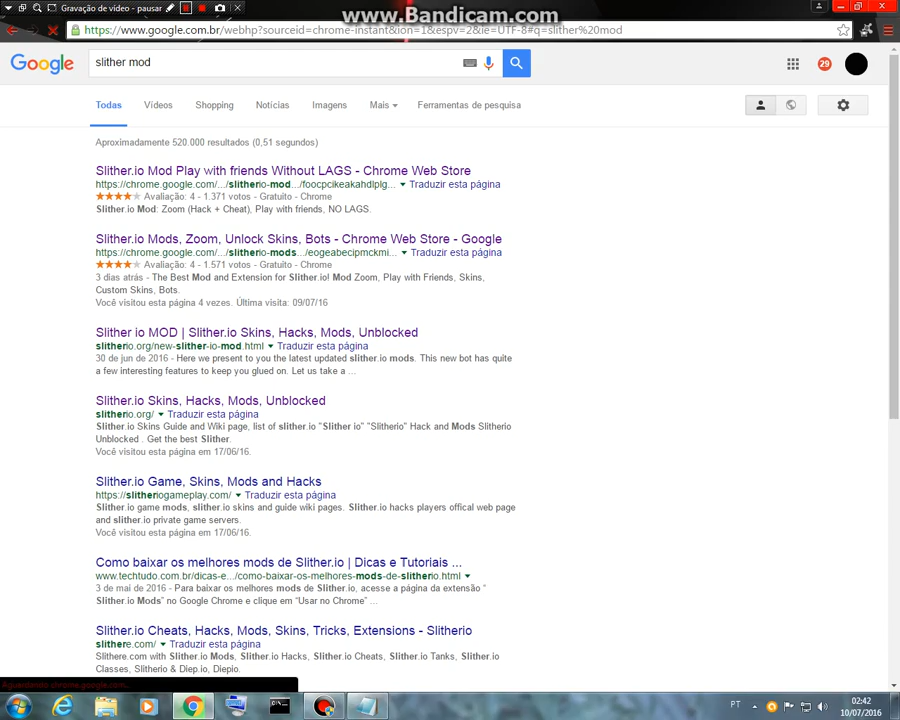 Gravação de vídeo - pausar
www.Bandicam.com
https://www.google.com.br/webhp?sourceid=chrome-instant&ion=1&espv=2&ie=UTF-8#q=slither%20mod
Google
slither mod
29
Todas Vídeos Shopping Notícias Imagens Mais Ferramentas de pesquisa
Aproximadamente 520.000 resultados (0,51 segundos)
Slither.io Mod Play with friends Without LAGS - Chrome Web Store
https://chrome.google.com/.../slitherio-mod.../foocpcikeakahdlplg... Traduzir esta página
Avaliação: 4 - 1.371 votos - Gratuito - Chrome
Slither.io Mod: Zoom (Hack + Cheat), Play with friends, NO LAGS.
Slither.io Mods, Zoom, Unlock Skins, Bots - Chrome Web Store - Google
https://chrome.google.com/.../slitherio-mods.../eogeabecipmckmi... Traduzir esta página
Avaliação: 4 - 1.571 votos - Gratuito - Chrome
3 dias atrás - The Best Mod and Extension for Slither.io! Mod Zoom, Play with Friends, Skins,
Custom Skins, Bots.
Você visitou esta página 4 vezes. Última visita: 09/07/16
Slither io MOD | Slither.io Skins, Hacks, Mods, Unblocked
slitherio.org/new-slither-io-mod.html Traduzir esta página
30 de jun de 2016 - Here we present to you the latest updated slither.io mods. This new bot has quite
a few interesting features to keep you glued on. Let us take a ...
Slither.io Skins, Hacks, Mods, Unblocked
slitherio.org/ Traduzir esta página
Slither.io Skins Guide and Wiki page, list of slither.io "Slither io" "Slitherio" Hack and Mods Slitherio
Unblocked . Get the best Slither.
Você visitou esta página em 17/06/16.
Slither.io Game, Skins, Mods and Hacks
https://slitheriogameplay.com/ Traduzir esta página
Slither.io game mods, slither.io skins and guide wiki pages. Slither.io hacks players offical web page
and slither.io private game servers.
Você visitou esta página em 17/06/16.
Como baixar os melhores mods de Slither.io | Dicas e Tutoriais ...
www.techtudo.com.br/dicas-e.../como-baixar-os-melhores-mods-de-slitherio.html
3 de mai de 2016 - Para baixar os melhores mods de Slither.io, acesse a página da extensão "
Slither.io Mods" no Google Chrome e clique em "Usar no Chrome" ...
Slither.io Cheats, Hacks, Mods, Skins, Tricks, Extensions - Slitherio
slithere.com/ Traduzir esta página
Slithere.com with Slither.io Mods, Slither.io Hacks, Slither.io Cheats, Slither.io Tanks, Slither.io
Classes, Slitherio & Diep.io, Diepio.
Aguardando chrome.google.com...
PT
02:42
10/07/2016